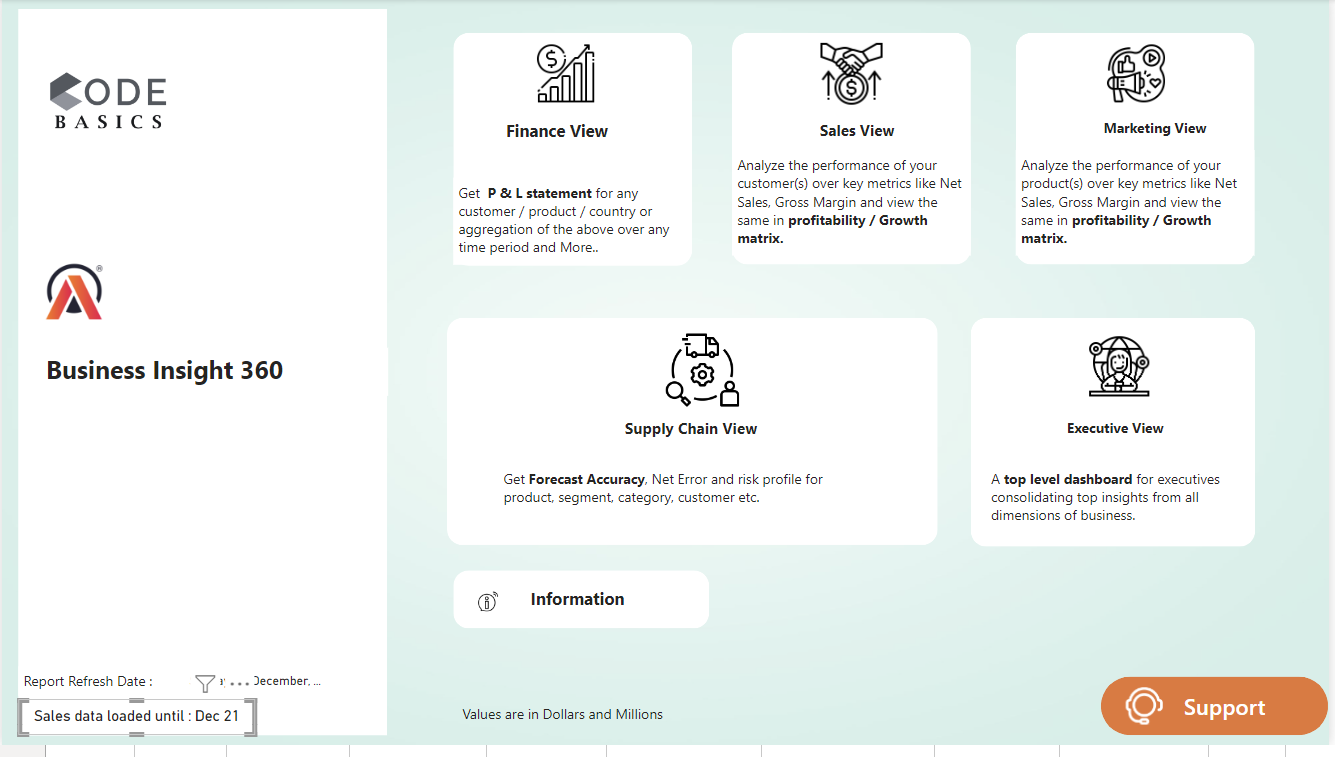 CODE
BASICS
®
Business Insight 360
Report Refresh Date :
December, ...
Sales data loaded until : Dec 21
Finance View
Get P & L statement for any
customer / product / country or
aggregation of the above over any
time period and More..
Sales View
Analyze the performance of your
customer(s) over key metrics like Net
Sales, Gross Margin and view the
same in profitability / Growth
matrix.
Marketing View
Analyze the performance of your
product(s) over key metrics like Net
Sales, Gross Margin and view the
same in profitability / Growth
matrix.
Supply Chain View
Get Forecast Accuracy, Net Error and risk profile for
product, segment, category, customer etc.
Executive View
A top level dashboard for executives
consolidating top insights from all
dimensions of business.
Information
Values are in Dollars and Millions
Support